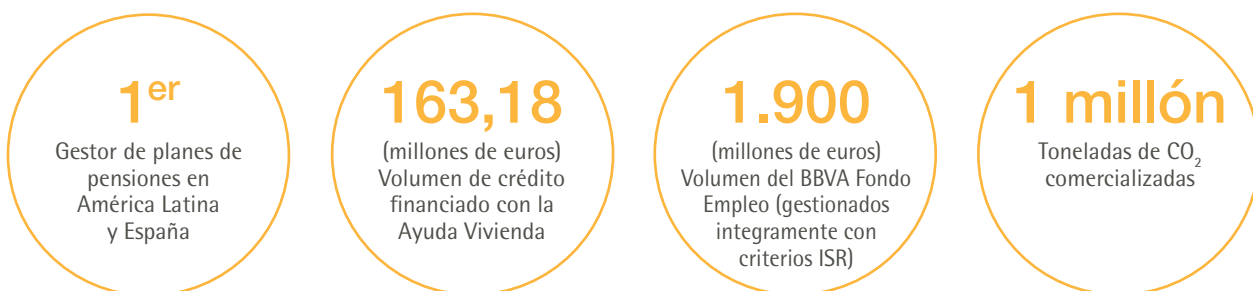 1er
Gestor de planes de
pensiones en
América Latina
y España
163,18
(millones de euros)
Volumen de crédito
financiado con la
Ayuda Vivienda
1.900
(millones de euros)
Volumen del BBVA Fondo
Empleo (gestionados
integramente con
criterios ISR)
1 millón
Toneladas de CO2
comercializadas